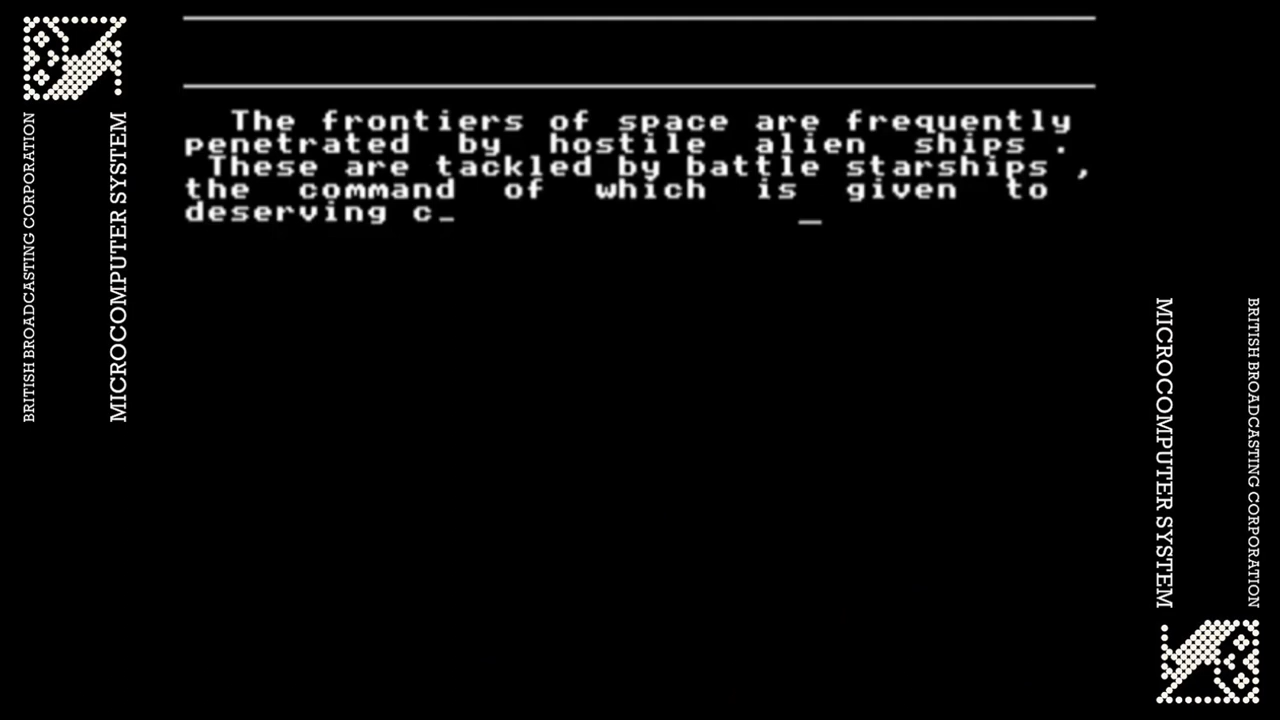 The frontiers of space are frequently
penetrated by hostile alien ships .
These are tackled by battle starships ,
the command of which is given to
deserving c_
BRITISH BROADCASTING CORPORATION
MICROCOMPUTER SYSTEM
MICROCOMPUTER SYSTEM
BRITISH BROADCASTING CORPORATION